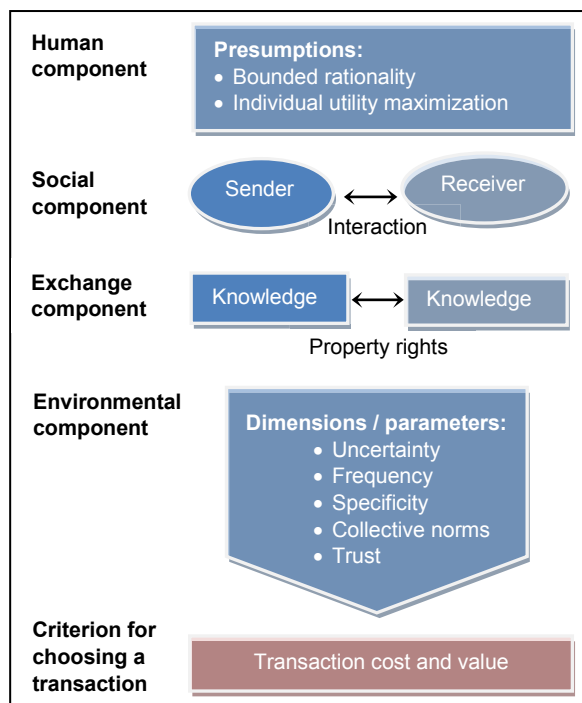 Human
component
Presumptions:
• Bounded rationality
• Individual utility maximization
Social
component
Sender
Receiver
Interaction
Exchange
component
Knowledge
Knowledge
Property rights
Environmental
component
Dimensions / parameters:
• Uncertainty
• Frequency
• Specificity
• Collective norms
• Trust
Criterion for
choosing a
transaction
Transaction cost and value